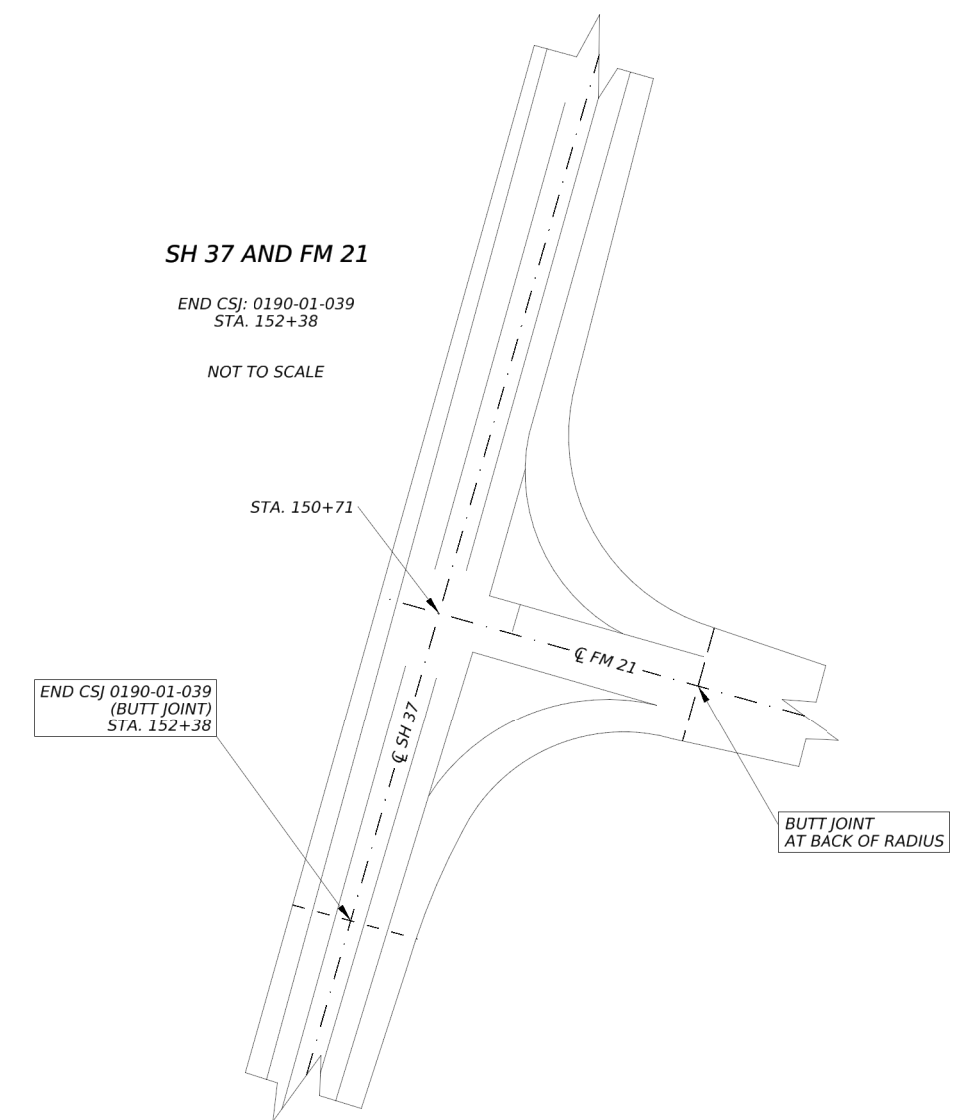 SH 37 AND FM 21
END CSJ: 0190-01-039
STA. 152+38
NOT TO SCALE
STA. 150+71
℄ FM 21
END CSJ 0190-01-039
(BUTT JOINT)
STA. 152+38
℄ SH 37
BUTT JOINT
AT BACK OF RADIUS